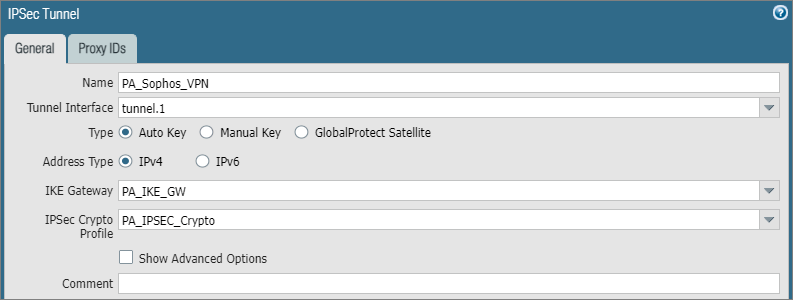 IPSec Tunnel
General Proxy IDs
Name PA_Sophos_VPN
Tunnel Interface tunnel.1
Type Auto Key Manual Key GlobalProtect Satellite
Address Type IPv4 IPv6
IKE Gateway PA_IKE_GW
IPSec Crypto Profile PA_IPSEC_Crypto
Show Advanced Options
Comment